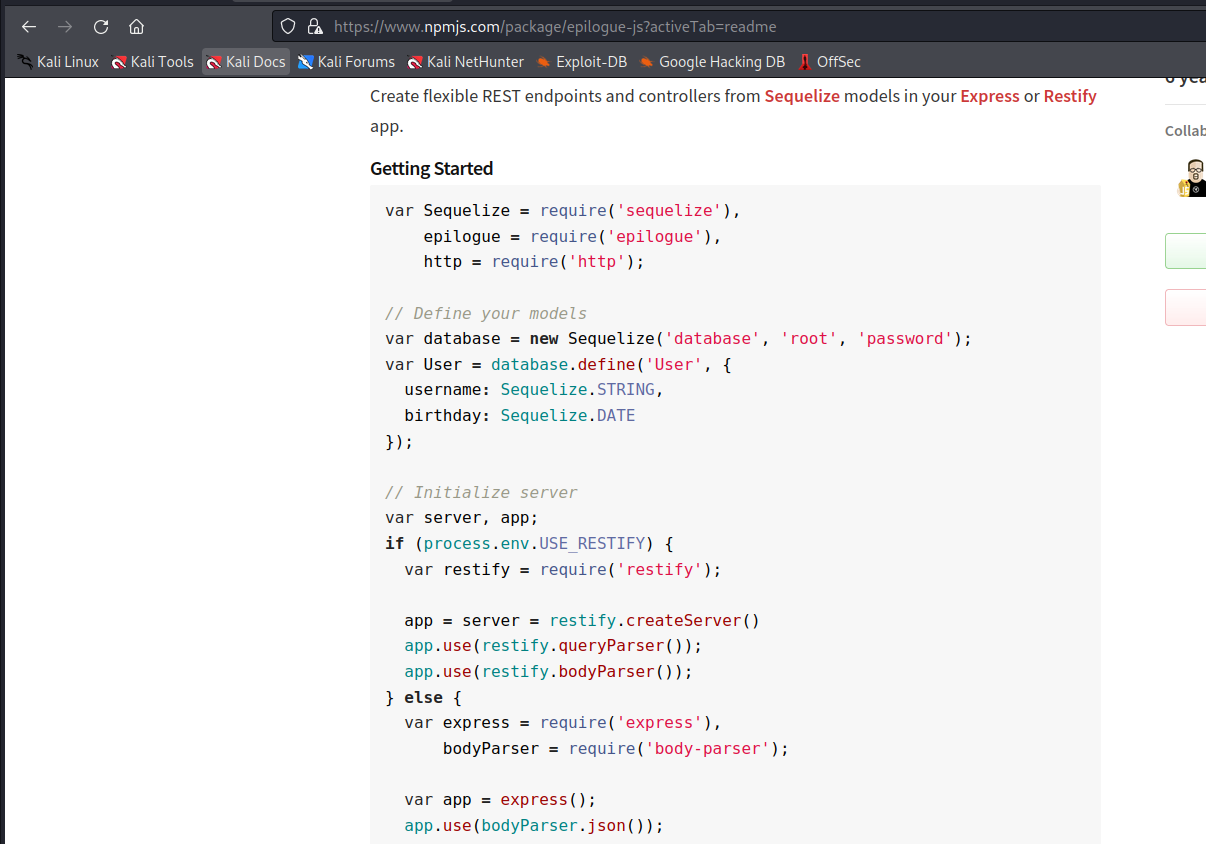 https://www.npmjs.com/package/epilogue-js?activeTab=readme
Kali Linux Kali Tools Kali Docs Kali Forums Kali NetHunter Exploit-DB Google Hacking DB OffSec
Create flexible REST endpoints and controllers from Sequelize models in your Express or Restify
app.
Collab
Getting Started
var Sequelize = require('sequelize'),
    epilogue = require('epilogue'),
    http = require('http');

// Define your models
var database = new Sequelize('database', 'root', 'password');
var User = database.define('User', {
  username: Sequelize.STRING,
  birthday: Sequelize.DATE
});

// Initialize server
var server, app;
if (process.env.USE_RESTIFY) {
  var restify = require('restify');

  app = server = restify.createServer()
  app.use(restify.queryParser());
  app.use(restify.bodyParser());
} else {
  var express = require('express'),
      bodyParser = require('body-parser');

  var app = express();
  app.use(bodyParser.json());